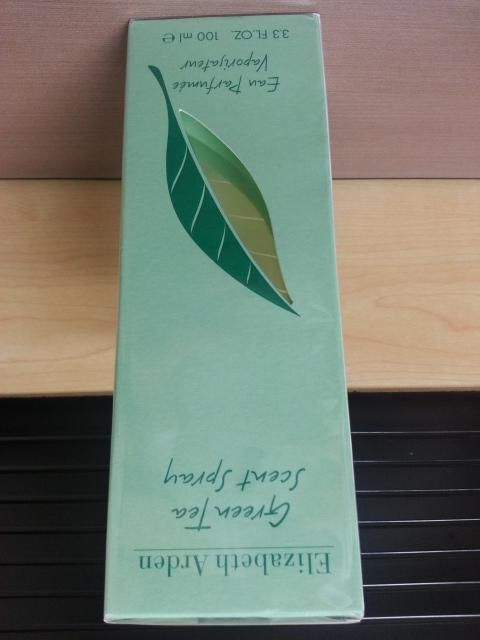 Elizabeth Arden
Green Tea
Scent Spray
Eau Parfumée
Vaporisateur
3.3 FL.OZ. 100 ml ℮